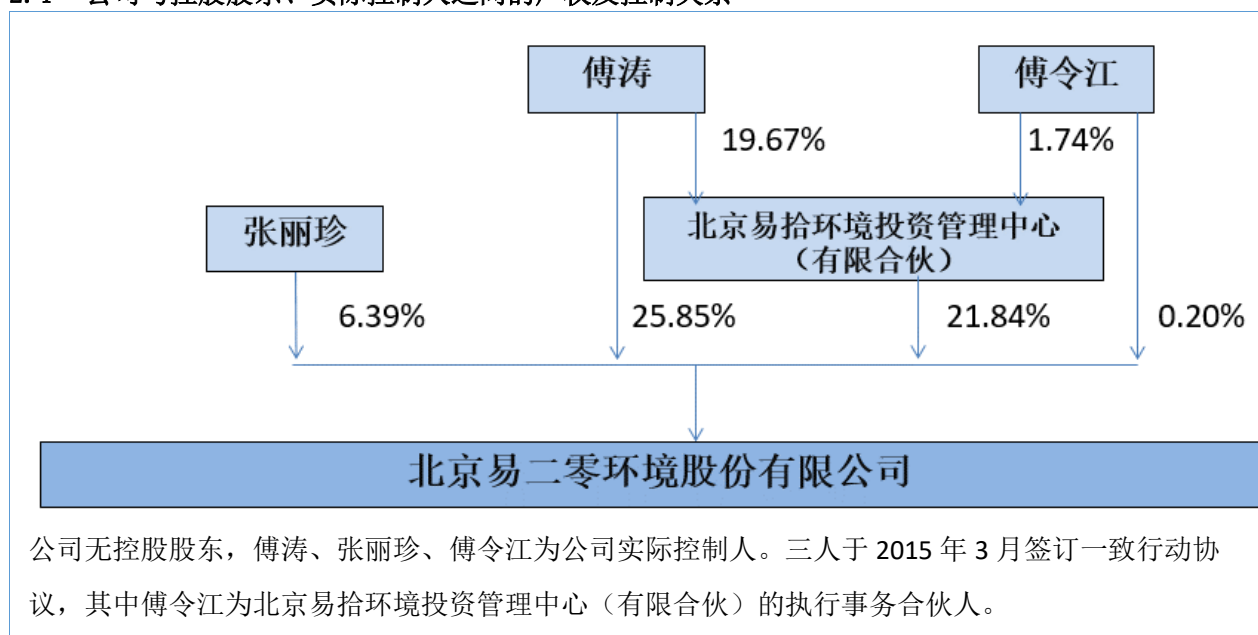 傅涛
傅令江
19.67%
1.74%
张丽珍
北京易拾环境投资管理中心
（有限合伙）
6.39%
25.85%
21.84%
0.20%
北京易二零环境股份有限公司
公司无控股股东，傅涛、张丽珍、傅令江为公司实际控制人。三人于 2015 年 3 月签订一致行动协
议，其中傅令江为北京易拾环境投资管理中心（有限合伙）的执行事务合伙人。